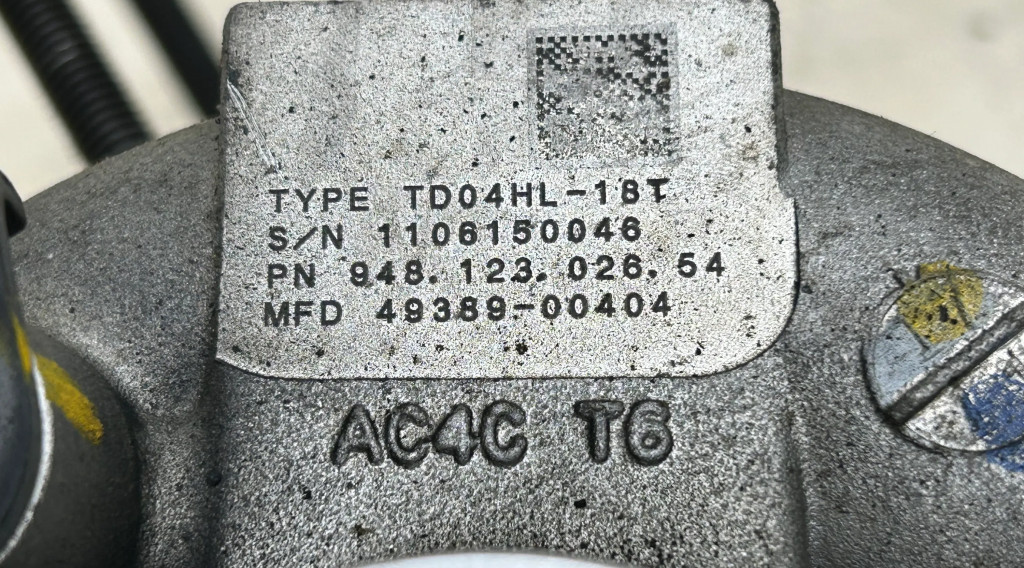 TYPE TD04HL-18T
S/N 1106150046
PN 948.123.026.54
MFD 49389-00404
AC4C T6